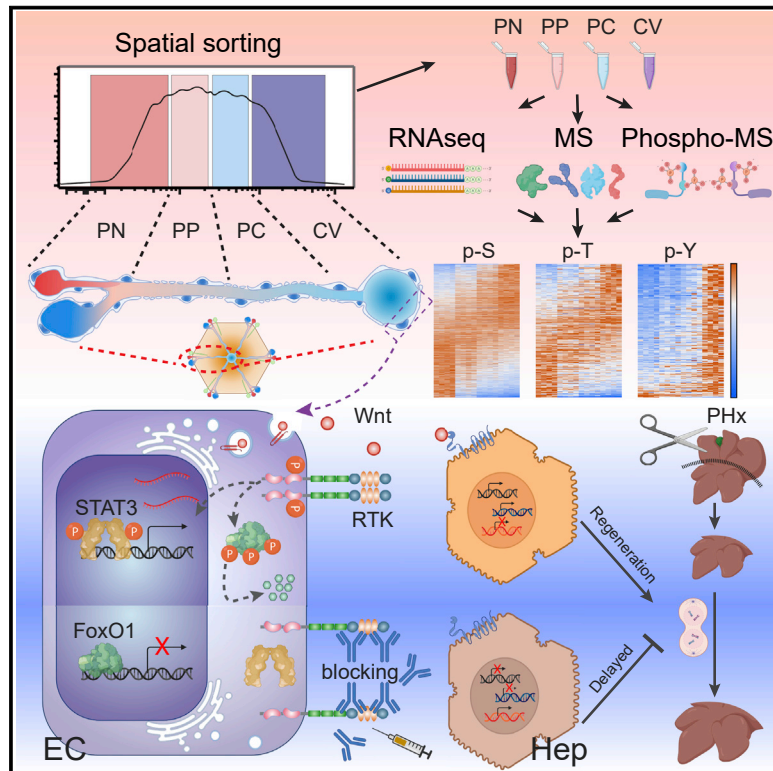 Spatial sorting
PN PP PC CV
RNAseq MS Phospho-MS
PN PP PC CV
p-S p-T p-Y
Wnt
PHx
P
STAT3
P P
RTK
P
P P P
Regeneration
FoxO1
X
blocking
Delayed
EC
Hep